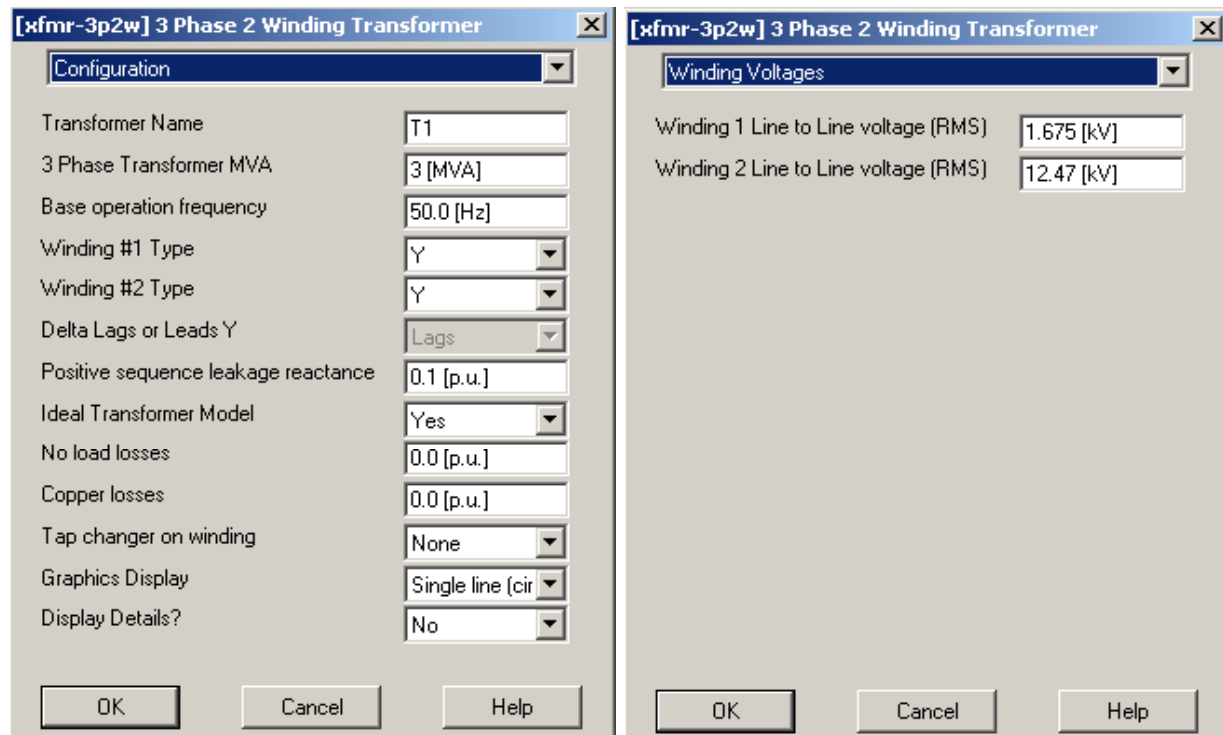 [xfmr-3p2w] 3 Phase 2 Winding Transformer
Configuration
Transformer Name T1
3 Phase Transformer MVA 3 [MVA]
Base operation frequency 50.0 [Hz]
Winding #1 Type Y
Winding #2 Type Y
Delta Lags or Leads Y Lags
Positive sequence leakage reactance 0.1 [p.u.]
Ideal Transformer Model Yes
No load losses 0.0 [p.u.]
Copper losses 0.0 [p.u.]
Tap changer on winding None
Graphics Display Single line (cir
Display Details? No
OK Cancel Help
[xfmr-3p2w] 3 Phase 2 Winding Transformer
Winding Voltages
Winding 1 Line to Line voltage (RMS) 1.675 [kV]
Winding 2 Line to Line voltage (RMS) 12.47 [kV]
OK Cancel Help